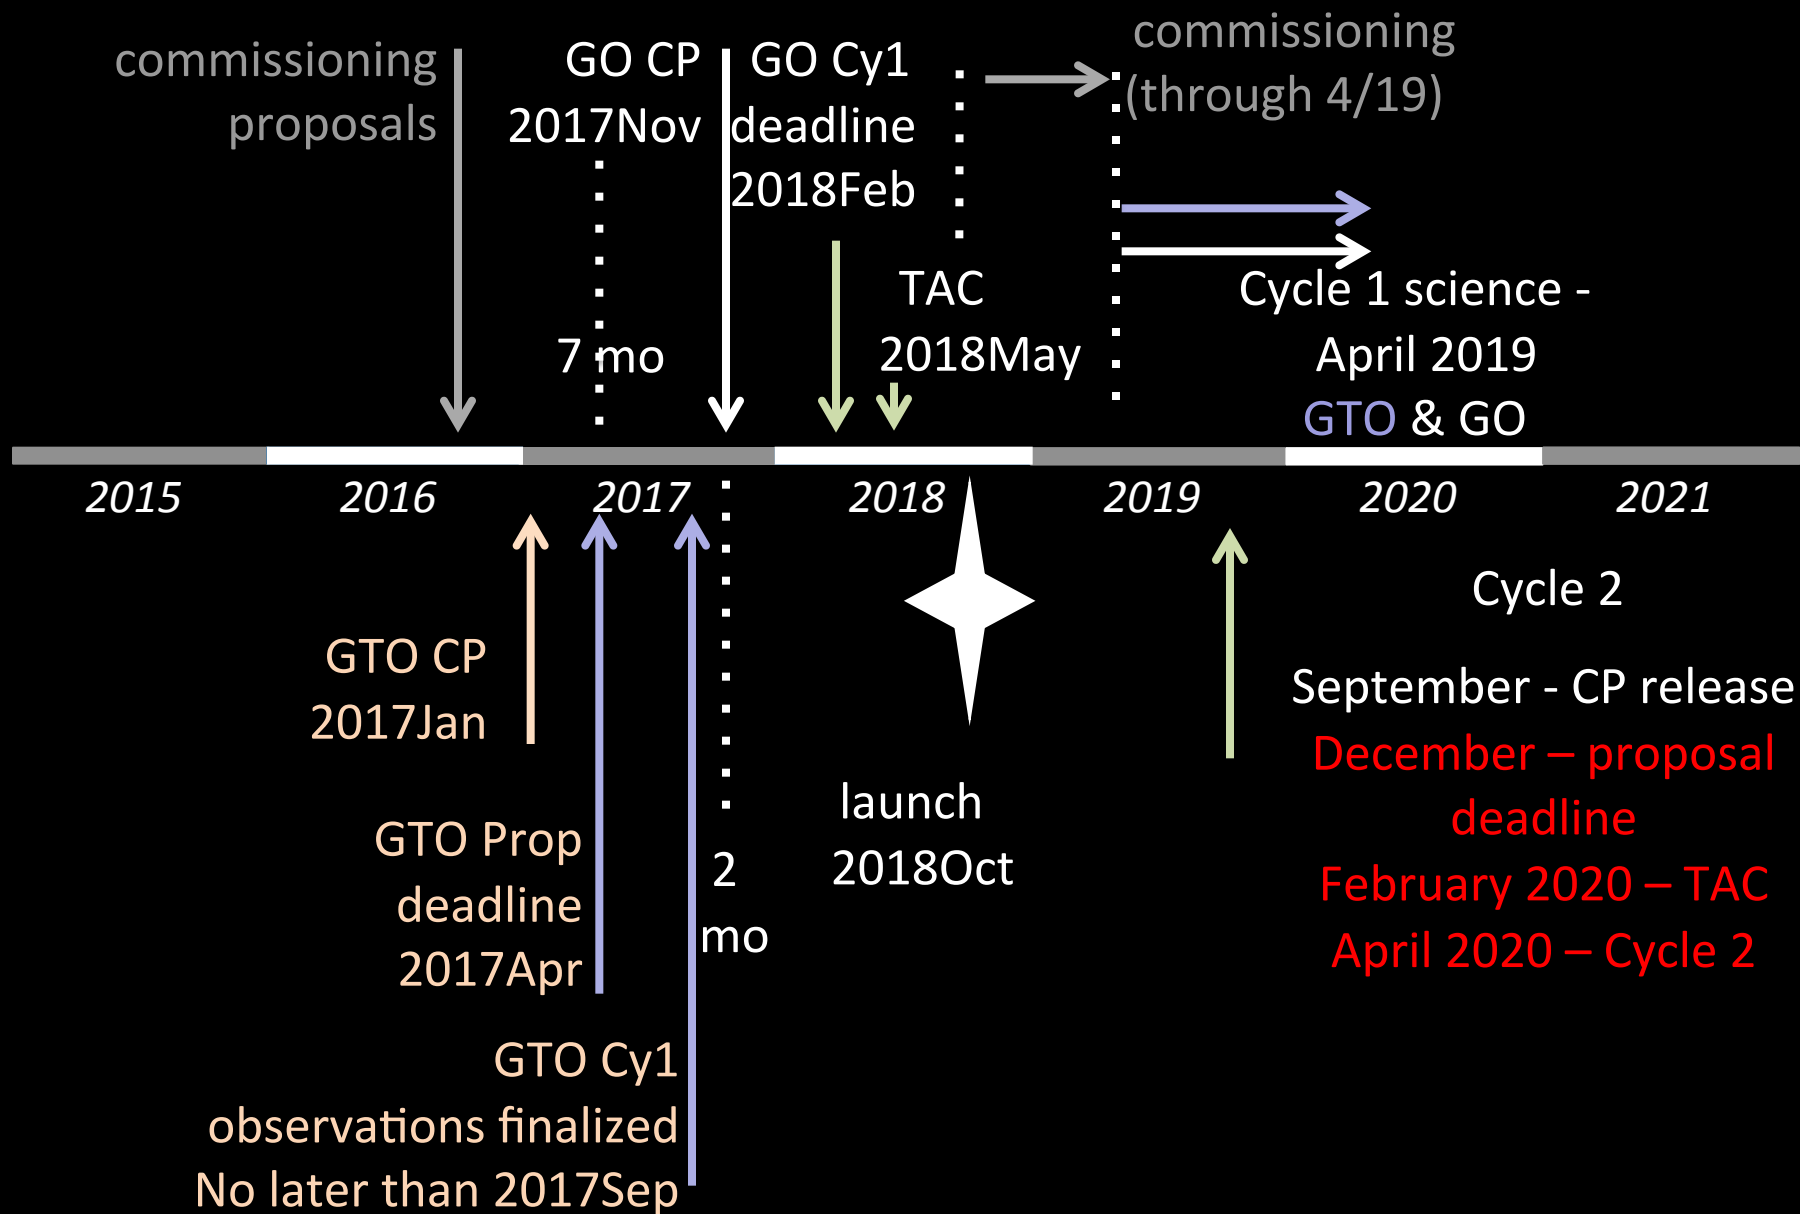 commissioning
proposals
GO CP
2017Nov
GO Cy1
deadline
2018Feb
commissioning
(through 4/19)
7 mo
TAC
2018May
Cycle 1 science -
April 2019
GTO & GO
2015
2016
2017
2018
2019
2020
2021
GTO CP
2017Jan
GTO Prop
deadline
2017Apr
GTO Cy1
observations finalized
No later than 2017Sep
2
mo
launch
2018Oct
Cycle 2
September - CP release
December – proposal
deadline
February 2020 – TAC
April 2020 – Cycle 2